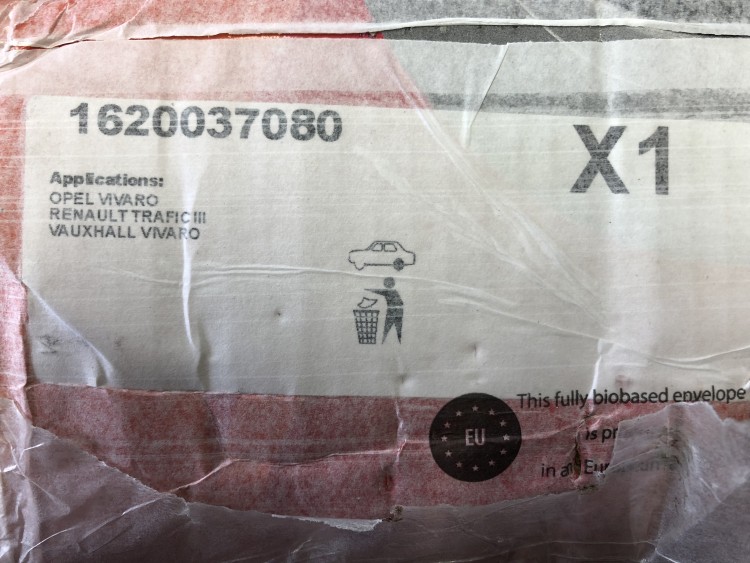 1620037080
X1
Applications:
OPEL VIVARO
RENAULT TRAFIC III
VAUXHALL VIVARO
EU
This fully biobased envelope
is
in